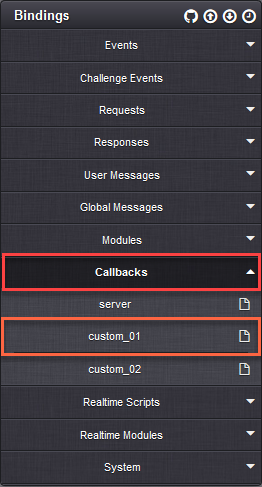 Bindings
Events
Challenge Events
Requests
Responses
User Messages
Global Messages
Modules
Callbacks
server
custom_01
custom_02
Realtime Scripts
Realtime Modules
System